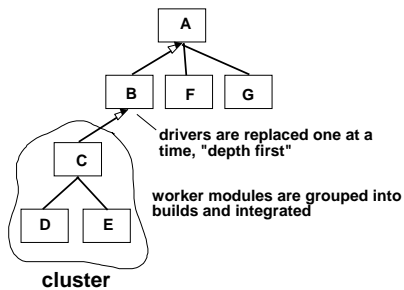 A
B
F
G
drivers are replaced one at a
time, "depth first"
C
worker modules are grouped into
builds and integrated
D
E
cluster